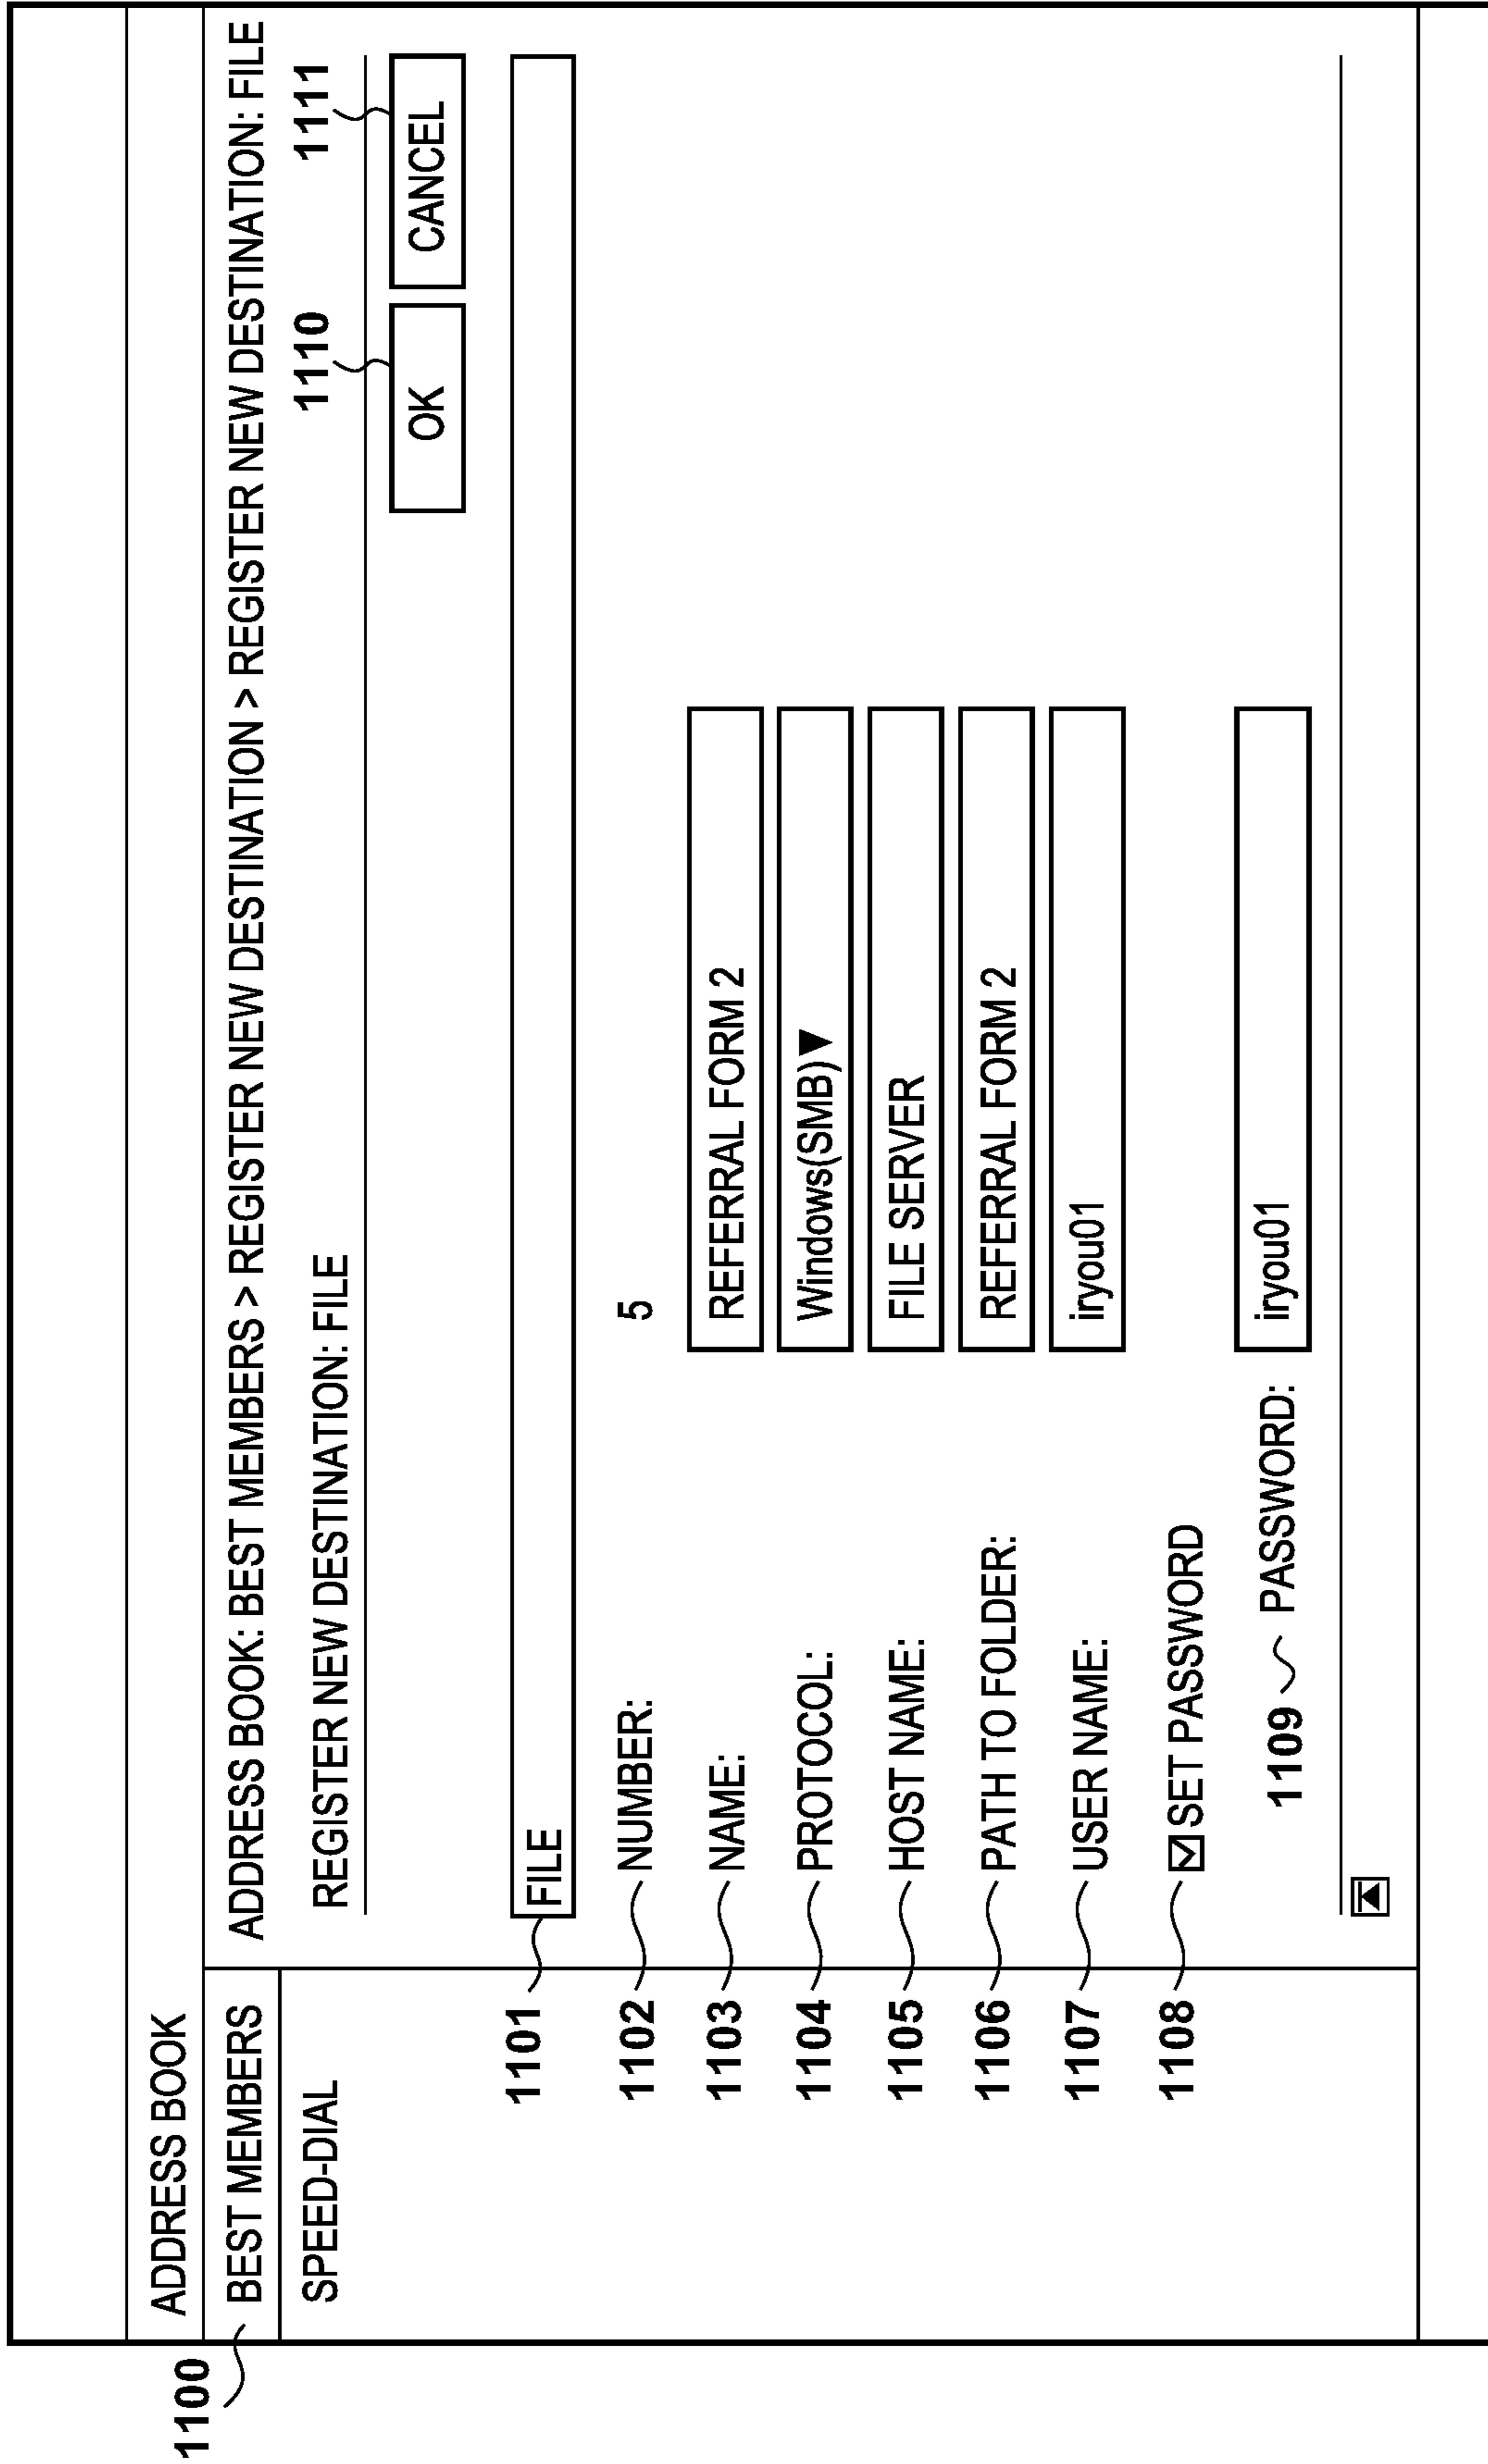 1100
ADDRESS BOOK
BEST MEMBERS
SPEED-DIAL
ADDRESS BOOK: BEST MEMBERS > REGISTER NEW DESTINATION > REGISTER NEW DESTINATION: FILE
REGISTER NEW DESTINATION: FILE
1110 1111
OK CANCEL
1101 FILE
1102 NUMBER: 5
1103 NAME: REFERRAL FORM 2
1104 PROTOCOL: Windows(SMB)▼
1105 HOST NAME: FILE SERVER
1106 PATH TO FOLDER: REFERRAL FORM 2
1107 USER NAME: iryou01
1108 SET PASSWORD
1109 PASSWORD: iryou01